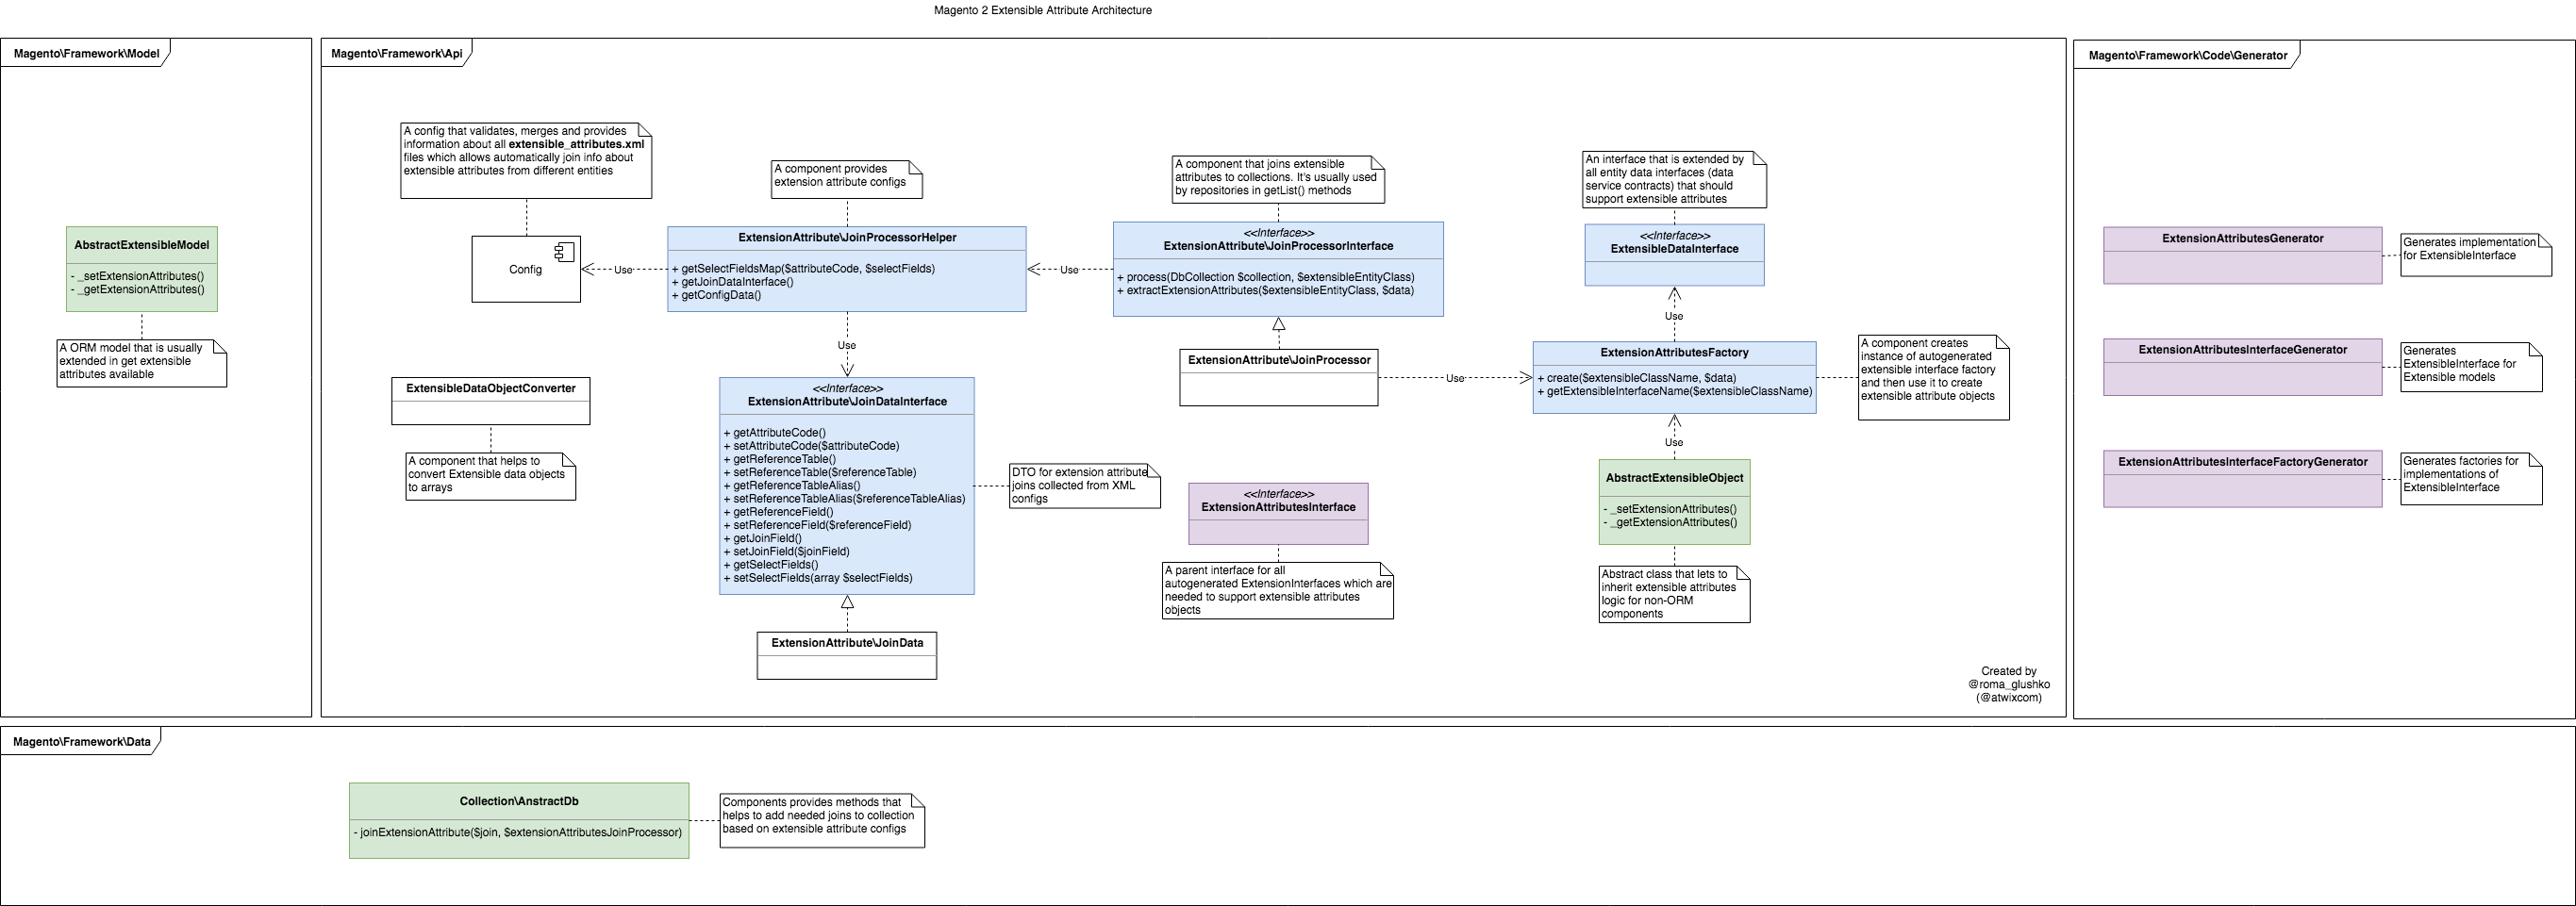 Magento 2 Extensible Attribute Architecture
Magento\Framework\Model
AbstractExtensibleModel
- _setExtensionAttributes()
- _getExtensionAttributes()
A ORM model that is usually
extended in get extensible
attributes available
Magento\Framework\Api
A config that validates, merges and provides
information about all extensible_attributes.xml
files which allows automatically join info about
extensible attributes from different entities
Config
Use
A component provides
extension attribute configs
ExtensionAttribute\JoinProcessorHelper
+ getSelectFieldsMap($attributeCode, $selectFields)
+ getJoinDataInterface()
+ getConfigData()
Use
A component that joins extensible
attributes to collections. It's usually used
by repositories in getList() methods
<<Interface>>
ExtensionAttribute\JoinProcessorInterface
+ process(DbCollection $collection, $extensibleEntityClass)
+ extractExtensionAttributes($extensibleEntityClass, $data)
An interface that is extended by
all entity data interfaces (data
service contracts) that should
support extensible attributes
<<Interface>>
ExtensibleDataInterface
Use
Use
ExtensionAttribute\JoinProcessor
Use
ExtensionAttributesFactory
+ create($extensibleClassName, $data)
+ getExtensibleInterfaceName($extensibleClassName)
A component creates
instance of autogenerated
extensible interface factory
and then use it to create
extensible attribute objects
ExtensibleDataObjectConverter
A component that helps to
convert Extensible data objects
to arrays
<<Interface>>
ExtensionAttribute\JoinDataInterface
+ getAttributeCode()
+ setAttributeCode($attributeCode)
+ getReferenceTable()
+ setReferenceTable($referenceTable)
+ getReferenceTableAlias()
+ setReferenceTableAlias($referenceTableAlias)
+ getReferenceField()
+ setReferenceField($referenceField)
+ getJoinField()
+ setJoinField($joinField)
+ getSelectFields()
+ setSelectFields(array $selectFields)
DTO for extension attribute
joins collected from XML
configs
ExtensionAttribute\JoinData
<<Interface>>
ExtensionAttributesInterface
A parent interface for all
autogenerated ExtensionInterfaces which are
needed to support extensible attributes
objects
Use
AbstractExtensibleObject
- _setExtensionAttributes()
- _getExtensionAttributes()
Abstract class that lets to
inherit extensible attributes
logic for non-ORM
components
Created by
@roma_glushko
(@atwixcom)
Magento\Framework\Code\Generator
ExtensionAttributesGenerator
Generates implementation
for ExtensibleInterface
ExtensionAttributesInterfaceGenerator
Generates
ExtensibleInterface for
Extensible models
ExtensionAttributesInterfaceFactoryGenerator
Generates factories for
implementations of
ExtensibleInterface
Magento\Framework\Data
Collection\AnstractDb
- joinExtensionAttribute($join, $extensionAttributesJoinProcessor)
Components provides methods that
helps to add needed joins to collection
based on extensible attribute configs